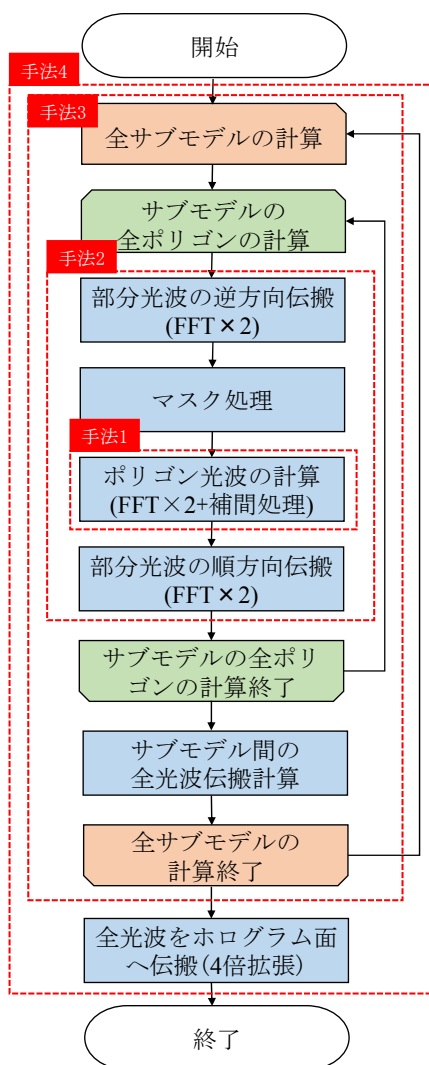 開始
手法4
手法3
全サブモデルの計算
サブモデルの
全ポリゴンの計算
手法2
部分光波の逆方向伝搬
(FFT×2)
マスク処理
手法1
ポリゴン光波の計算
(FFT×2+補間処理)
部分光波の順方向伝搬
(FFT×2)
サブモデルの全ポリ
ゴンの計算終了
サブモデル間の
全光波伝搬計算
全サブモデルの
計算終了
全光波をホログラム面
へ伝搬(4倍拡張)
終了